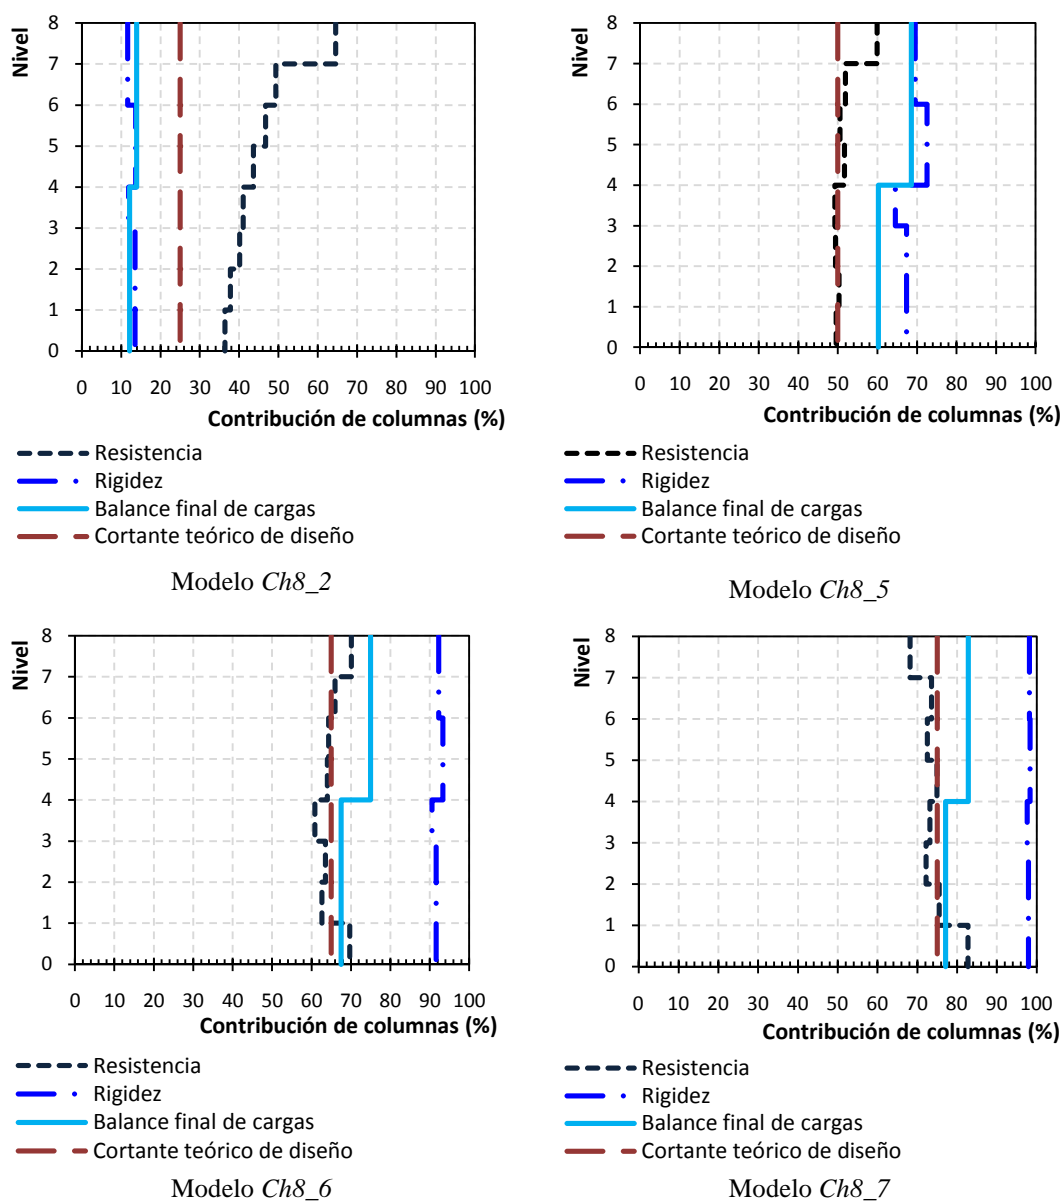 Nivel
8
7
6
5
4
3
2
1
0
0 10 20 30 40 50 60 70 80 90 100
Contribución de columnas (%)
Resistencia
Rigidez
Balance final de cargas
Cortante teórico de diseño
Modelo Ch8_2
Nivel
8
7
6
5
4
3
2
1
0
0 10 20 30 40 50 60 70 80 90 100
Contribución de columnas (%)
Resistencia
Rigidez
Balance final de cargas
Cortante teórico de diseño
Modelo Ch8_5
Nivel
8
7
6
5
4
3
2
1
0
0 10 20 30 40 50 60 70 80 90 100
Contribución de columnas (%)
Resistencia
Rigidez
Balance final de cargas
Cortante teórico de diseño
Modelo Ch8_6
Nivel
8
7
6
5
4
3
2
1
0
0 10 20 30 40 50 60 70 80 90 100
Contribución de columnas (%)
Resistencia
Rigidez
Balance final de cargas
Cortante teórico de diseño
Modelo Ch8_7